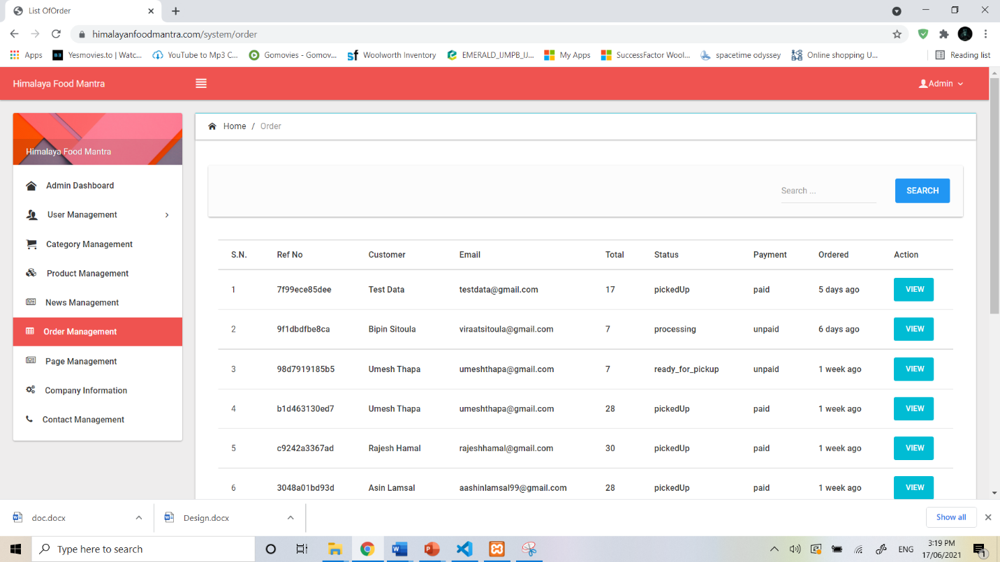 List OfOrder
himalayanfoodmantra.com/system/order
Apps Yesmovies.to | Watc... YouTube to Mp3 C... Gomovies - Gomov... sf Woolworth Inventory EMERALD_UMPB_U... My Apps SuccessFactor Wool... spacetime odyssey Online shopping U... Reading list
Himalaya Food Mantra Admin
Home / Order
Himalaya Food Mantra
Admin Dashboard
User Management
Category Management
Product Management
News Management
Order Management
Page Management
Company Information
Contact Management
Search ... SEARCH
S.N. Ref No Customer Email Total Status Payment Ordered Action
1 7f99ece85dee Test Data testdata@gmail.com 17 pickedUp paid 5 days ago VIEW
2 9f1dbdfbe8ca Bipin Sitoula viraatsitoula@gmail.com 7 processing unpaid 6 days ago VIEW
3 98d7919185b5 Umesh Thapa umeshthapa@gmail.com 7 ready_for_pickup unpaid 1 week ago VIEW
4 b1d463130ed7 Umesh Thapa umeshthapa@gmail.com 28 pickedUp paid 1 week ago VIEW
5 c9242a3367ad Rajesh Hamal rajeshhamal@gmail.com 30 pickedUp paid 1 week ago VIEW
6 3048a01bd93d Asin Lamsal aashinlamsal99@gmail.com 28 pickedUp paid 1 week ago VIEW
doc.docx Design.docx Show all
Type here to search ENG 3:19 PM
17/06/2021 1